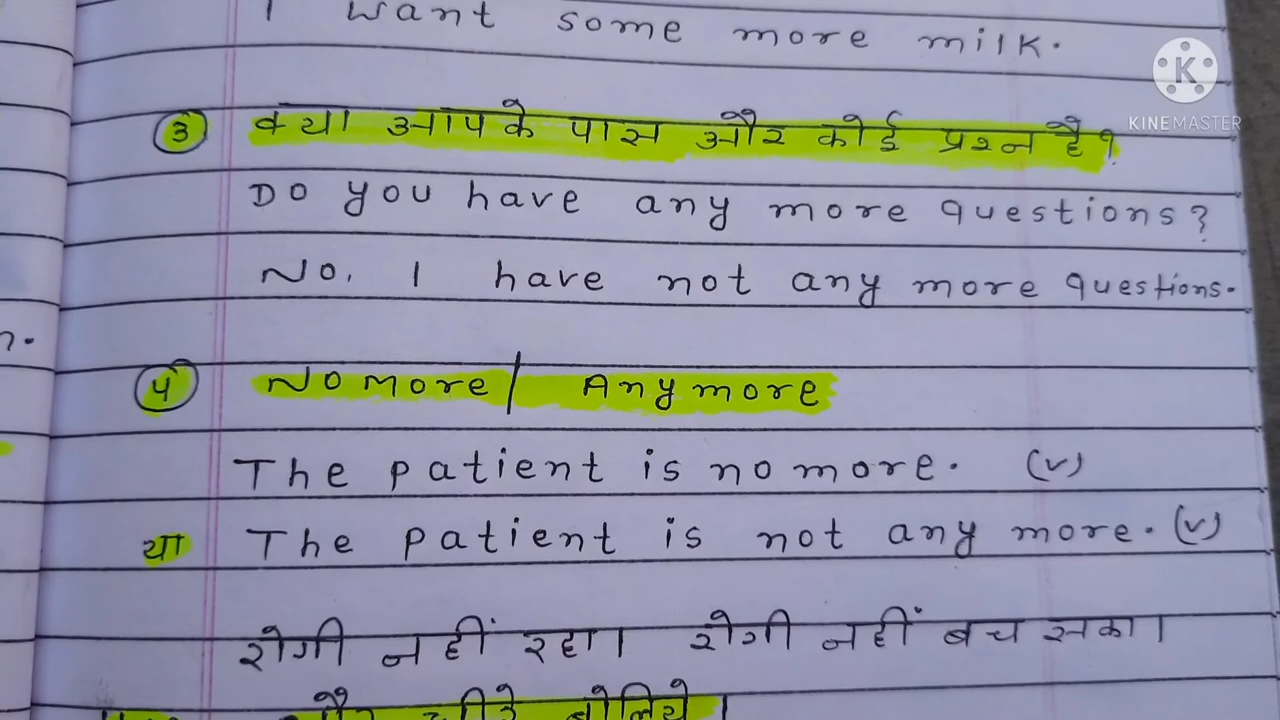 I want some more milk.
K
KINEMASTER
③ क्या आपके पास और कोई प्रश्न है?
Do you have any more questions?
No. I have not any more questions.
n.
④ No more / Any more
The patient is no more. (v)
या The patient is not any more. (v)
रोगी नहीं रहा। रोगी नहीं बच सका।
बोलिये।